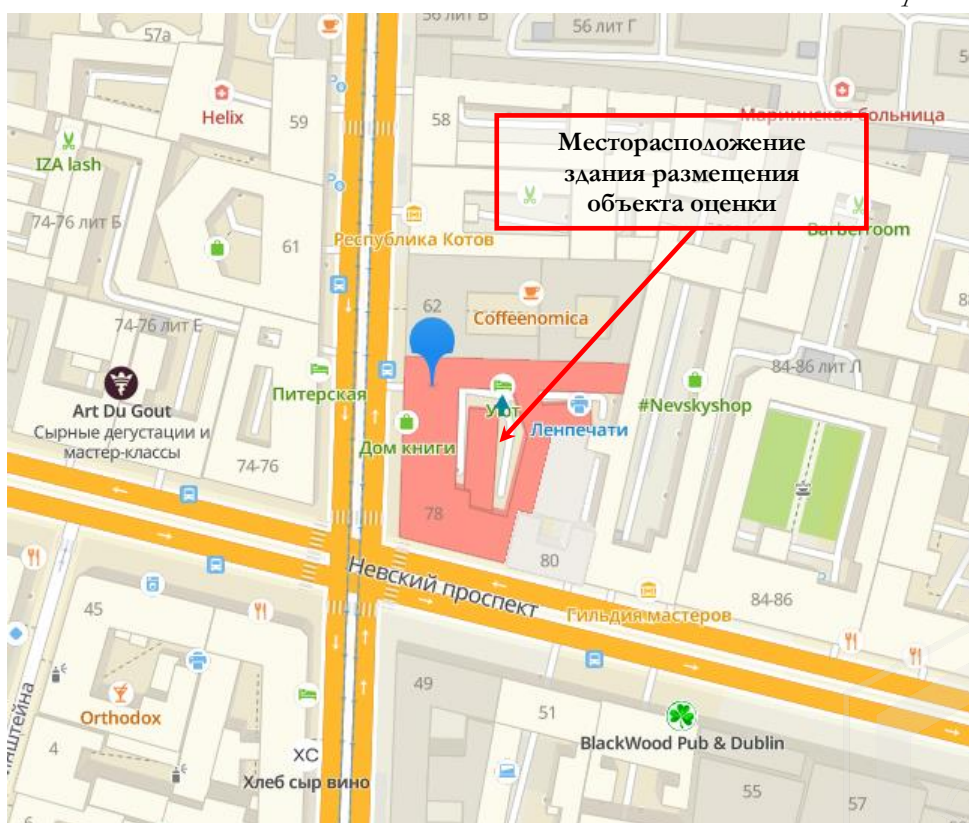 56 лит В
56 лит Г
57а
Helix
59
58
Мариинская больница
Месторасположение
здания размещения
объекта оценки
IZA lash
74-76 лит Б
61
Республика Котов
Barberroom
62
Coffeenomica
74-76 лит Е
84-86 лит Л
Питерская
Art Du Gout
Сырные дегустации и
мастер-классы
Дом книги
Уют
Ленпечати
#Nevskyshop
74-76
78
80
Невский проспект
Гильдия мастеров
84-86
45
49
51
Orthodox
BlackWood Pub & Dublin
4
ХС
Хлеб сыр вино
55
57